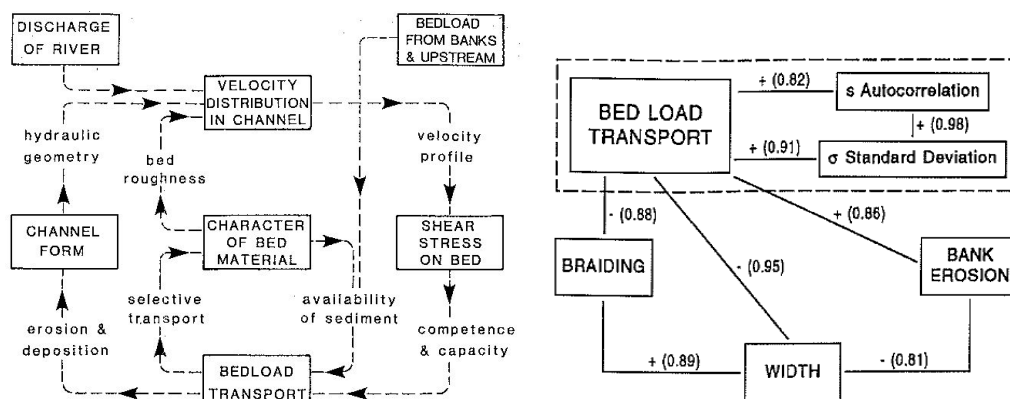 DISCHARGE
OF RIVER
BEDLOAD
FROM BANKS
& UPSTREAM
VELOCITY
DISTRIBUTION
IN CHANNEL
hydraulic
geometry
bed
roughness
velocity
profile
CHANNEL
FORM
CHARACTER
OF BED
MATERIAL
SHEAR
STRESS
ON BED
selective
transport
availability
of sediment
erosion &
deposition
competence
& capacity
BEDLOAD
TRANSPORT
BED LOAD
TRANSPORT
+ (0.82)
s Autocorrelation
+ (0.98)
+ (0.91)
σ Standard Deviation
- (0.88)
+ (0.86)
BRAIDING
- (0.95)
BANK
EROSION
+ (0.89)
WIDTH
- (0.81)